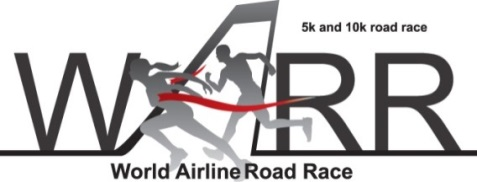 5k and 10k road race
WARR
World Airline Road Race